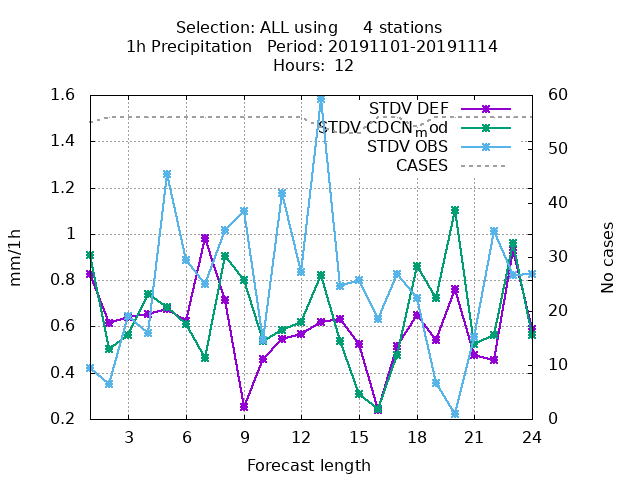 Selection: ALL using     4 stations
1h Precipitation   Period: 20191101-20191114
Hours: 12
1.6
1.4
1.2
1
0.8
0.6
0.4
0.2
60
50
40
30
20
10
0
STDV DEF
STDV CDCNmod
STDV OBS
CASES
mm/1h
No cases
3 6 9 12 15 18 21 24
Forecast length